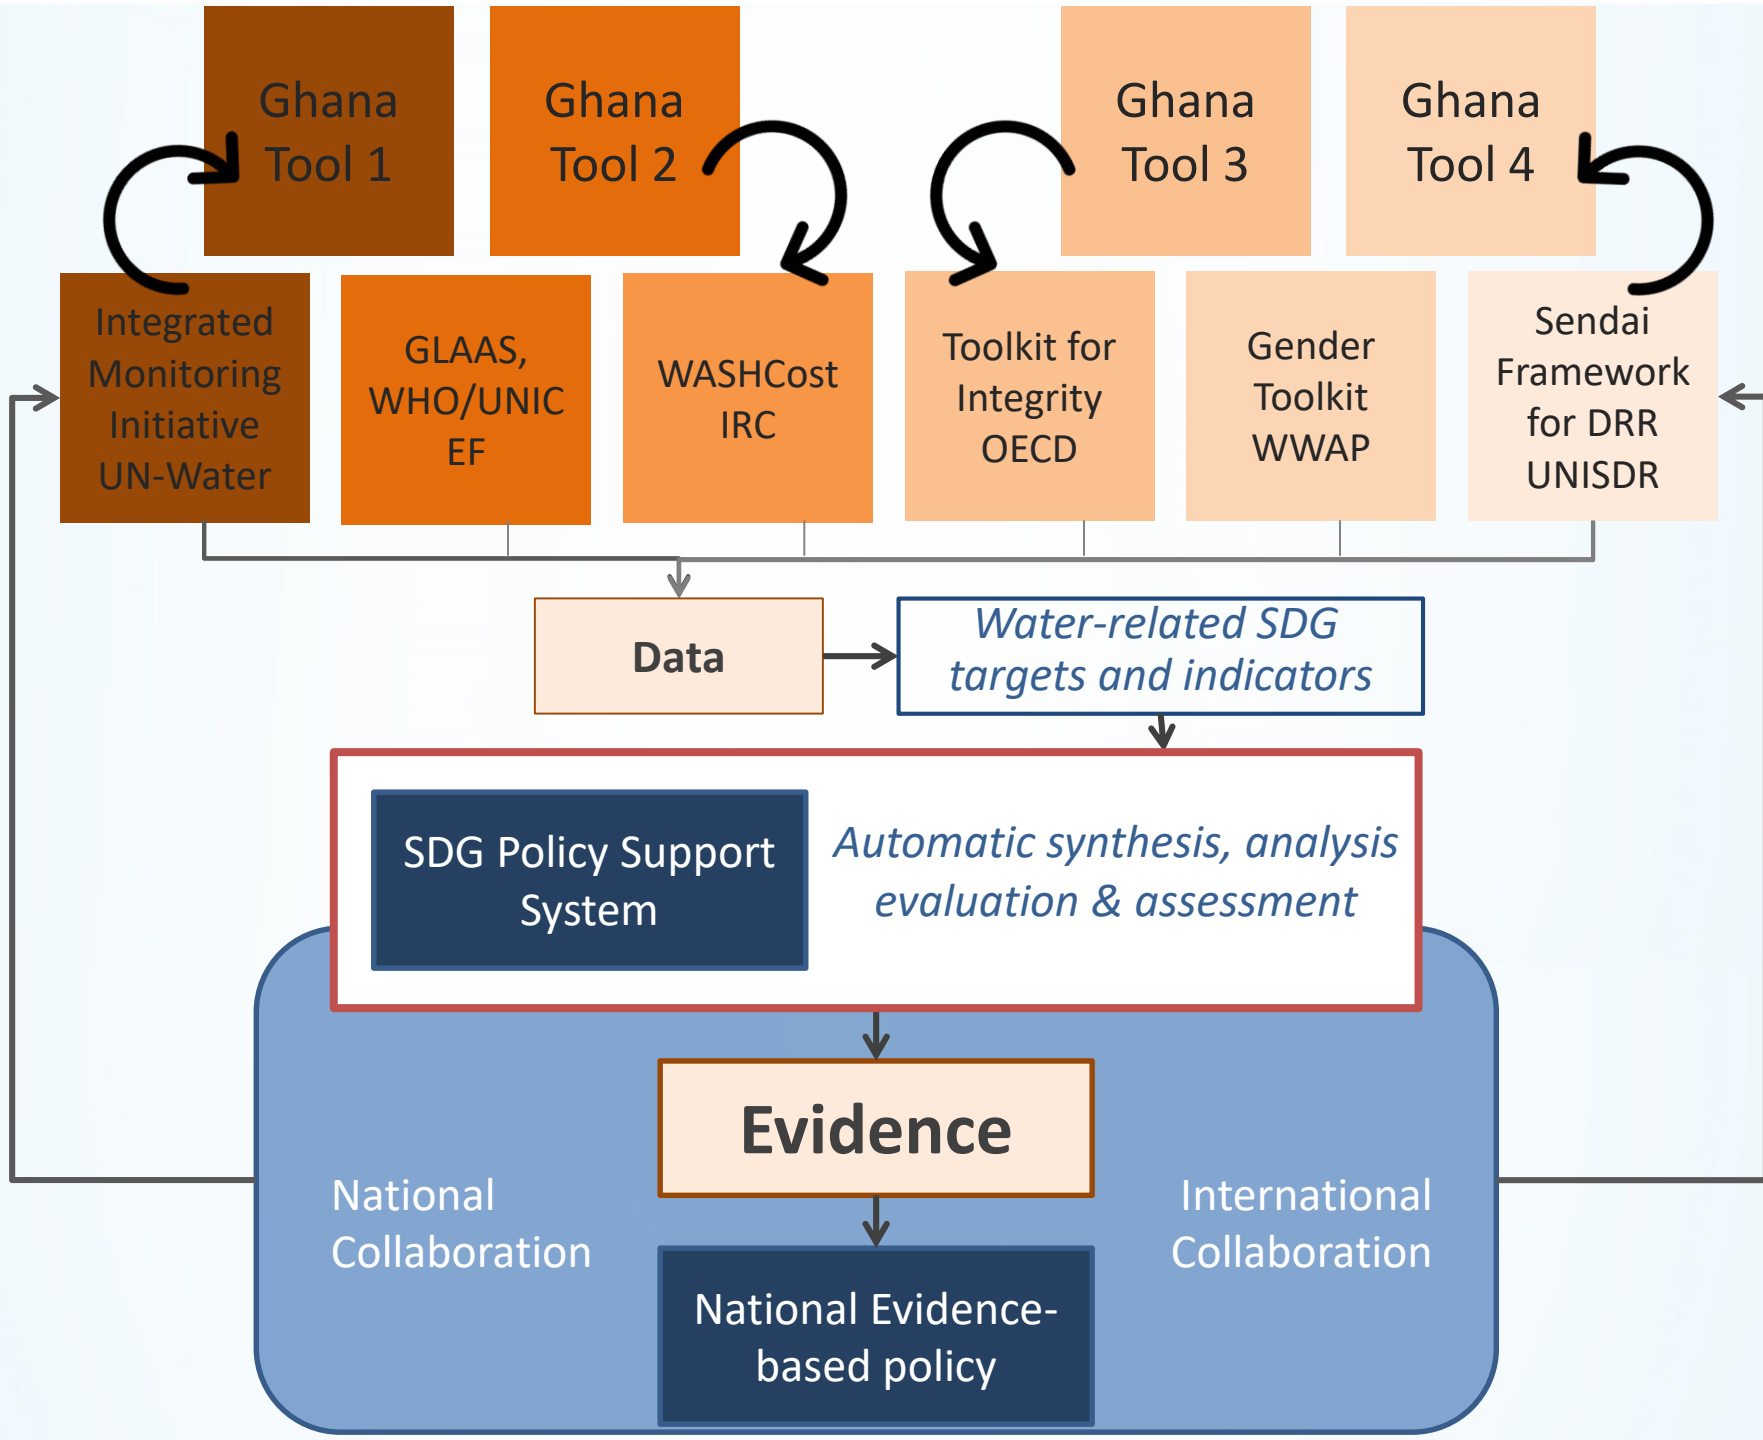 Ghana
Tool 1
Ghana
Tool 2
Ghana
Tool 3
Ghana
Tool 4
Integrated
Monitoring
Initiative
UN-Water
GLAAS,
WHO/UNIC
EF
WASHCost
IRC
Toolkit for
Integrity
OECD
Gender
Toolkit
WWAP
Sendai
Framework
for DRR
UNISDR
Data
Water-related SDG
targets and indicators
SDG Policy Support
System
Automatic synthesis, analysis
evaluation & assessment
Evidence
National
Collaboration
International
Collaboration
National Evidence-
based policy